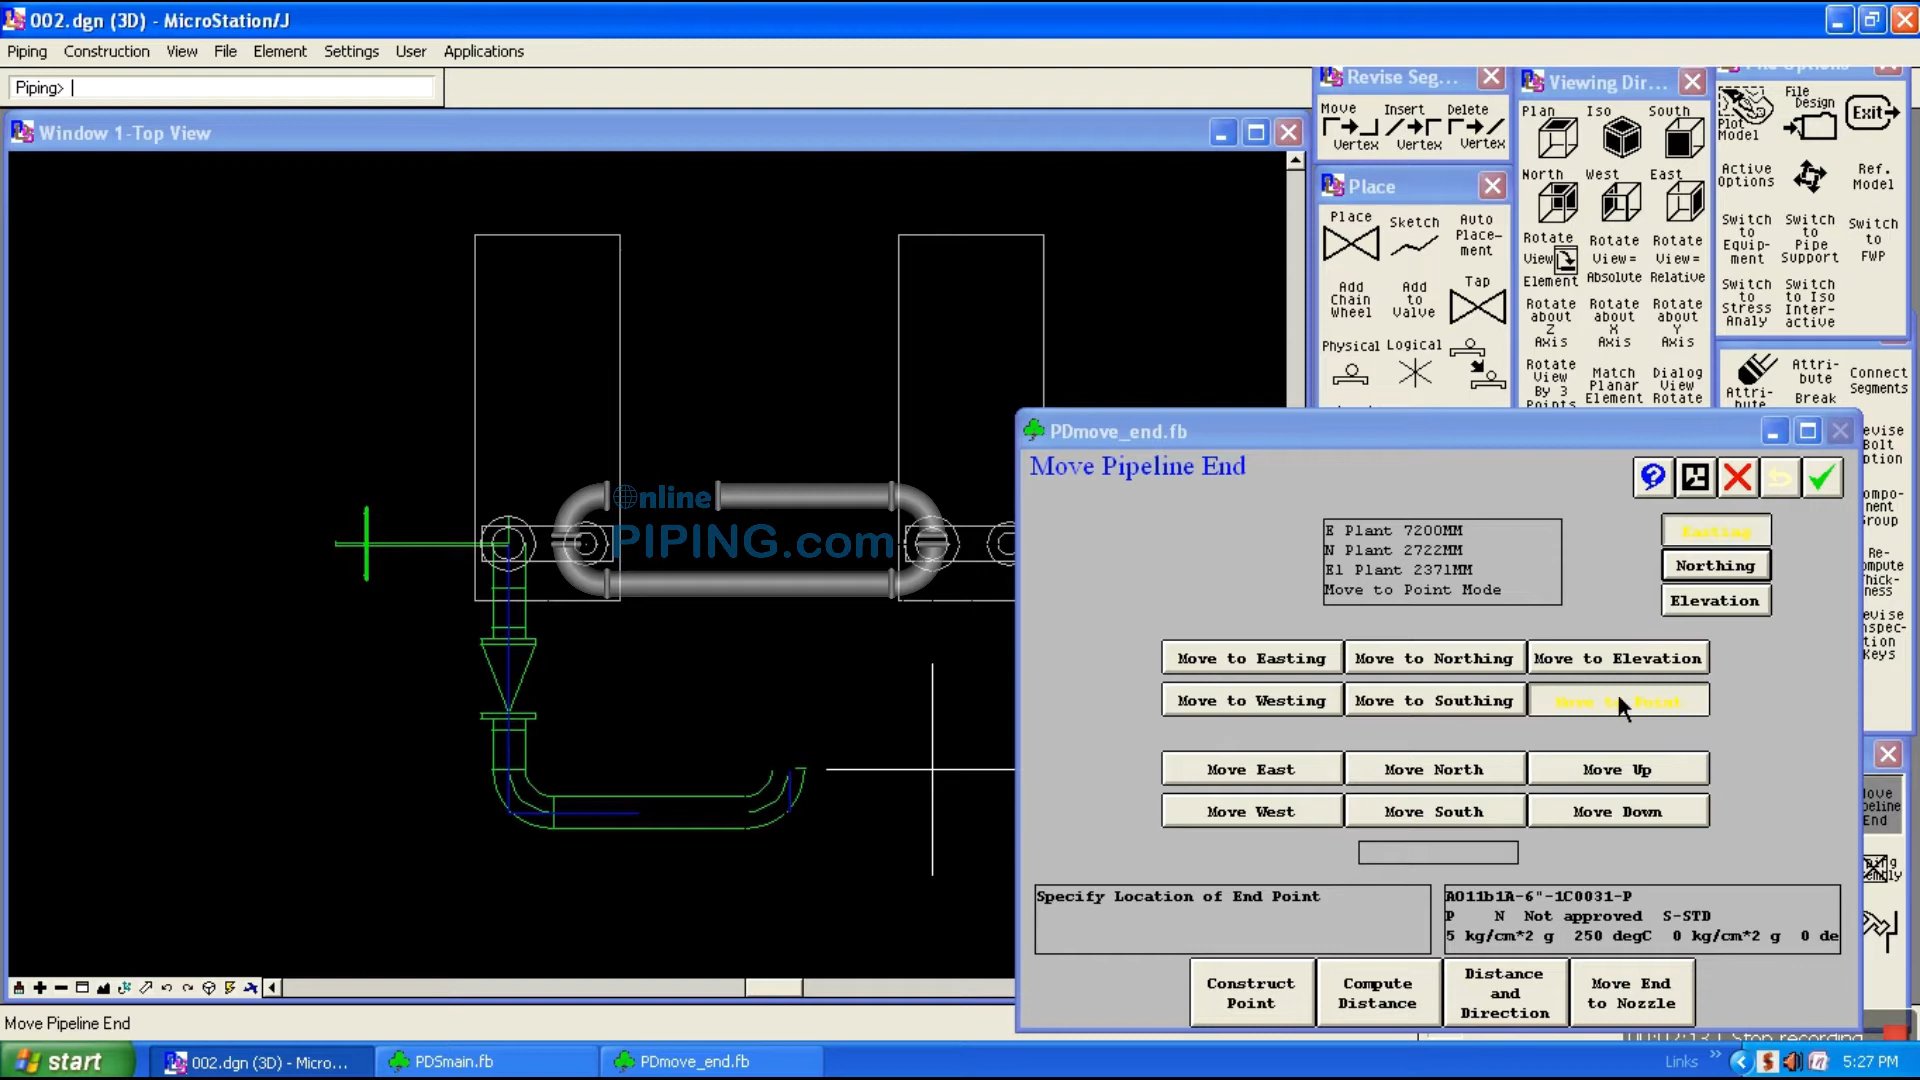 002.dgn (3D) - MicroStation/J
Piping Construction View File Element Settings User Applications
Piping>
Window 1-Top View
Online
PIPING.com
Revise Seg...
Move Vertex
Insert Vertex
Delete Vertex
Place
Place
Sketch
Auto Place-ment
Add Chain Wheel
Add to Valve
Tap
Physical
Logical
Viewing Dir...
Plan Iso South
North West East
Rotate View Element
Rotate View= Absolute
Rotate View= Relative
Rotate about Z Axis
Rotate about X Axis
Rotate about Y Axis
Rotate View By 3 Points
Match Planar Element
Dialog View Rotate
Plot Model
File Design
Exit
Active Options
Ref. Model
Switch to Equip-ment
Switch to Pipe Support
Switch to FWP
Switch to Stress Analy
Switch to Iso Inter-active
Attri-bute
Attri-bute Break
Connect Segments
PDmove_end.fb
Move Pipeline End
E Plant 7200MM
N Plant 2722MM
El Plant 2371MM
Move to Point Mode
Easting
Northing
Elevation
Move to Easting
Move to Northing
Move to Elevation
Move to Westing
Move to Southing
Move to Point
Move East
Move North
Move Up
Move West
Move South
Move Down
Specify Location of End Point
AO11b1A-6"-1C0031-P
P N Not approved S-STD
5 kg/cm*2 g 250 degC 0 kg/cm*2 g 0 de
Construct Point
Compute Distance
Distance and Direction
Move End to Nozzle
Move Pipeline End
start
002.dgn (3D) - Micro...
PDSmain.fb
PDmove_end.fb
Links
5:27 PM